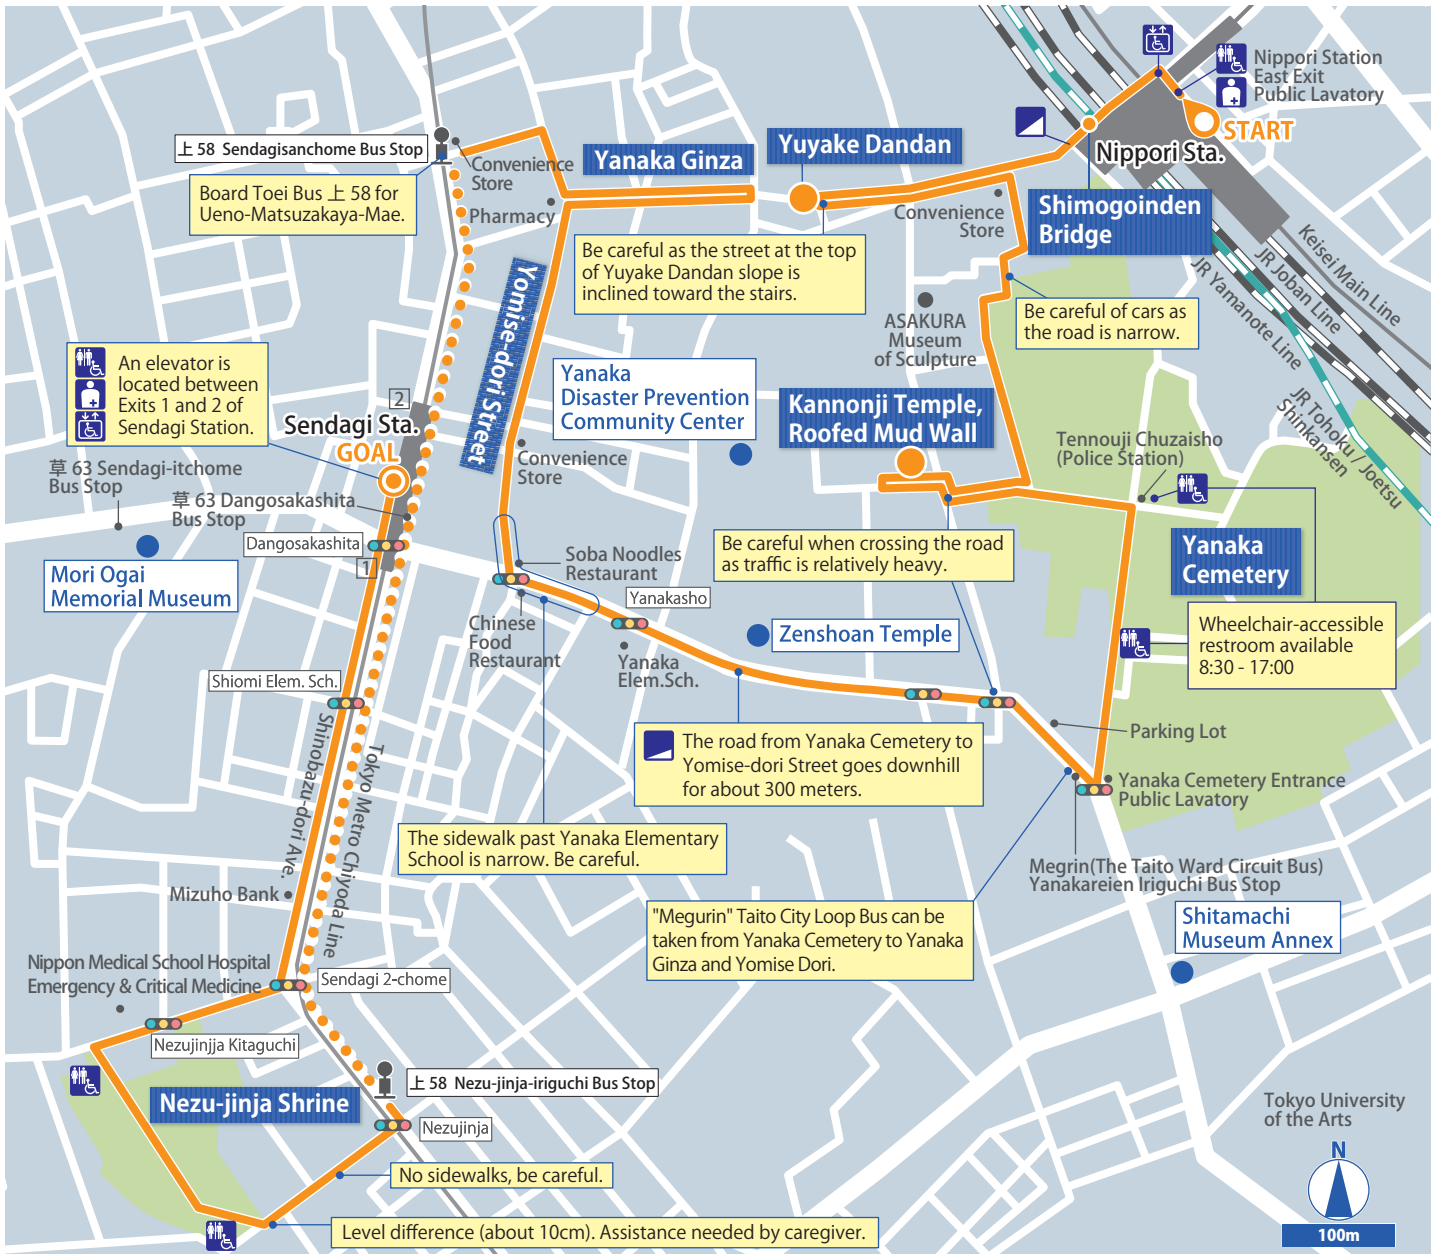 Nippori Station
East Exit
Public Lavatory
START
Nippori Sta.
上 58 Sendagisanchome Bus Stop
Convenience
Store
Board Toei Bus 上 58 for
Ueno-Matsuzakaya-Mae.
Pharmacy
Yanaka Ginza
Yuyake Dandan
Convenience
Store
Shimogoinden
Bridge
Keisei Main Line
JR Joban Line
JR Yamanote Line
JR Tohoku / Joetsu
Shinkansen
Be careful as the street at the top
of Yuyake Dandan slope is
inclined toward the stairs.
Be careful of cars as
the road is narrow.
ASAKURA
Museum
of Sculpture
Yomise-dori Street
An elevator is
located between
Exits 1 and 2 of
Sendagi Station.
2
Sendagi Sta.
GOAL
Yanaka
Disaster Prevention
Community Center
Kannonji Temple,
Roofed Mud Wall
Tennouji Chuzaisho
(Police Station)
Convenience
Store
草 63 Sendagi-itchome
Bus Stop
草 63 Dangosakashita
Bus Stop
Dangosakashita
1
Mori Ogai
Memorial Museum
Soba Noodles
Restaurant
Be careful when crossing the road
as traffic is relatively heavy.
Yanaka
Cemetery
Yanakasho
Chinese
Food
Restaurant
Yanaka
Elem.Sch.
Zenshoan Temple
Wheelchair-accessible
restroom available
8:30 - 17:00
Shiomi Elem. Sch.
Shinobazu-dori Ave.
Tokyo Metro Chiyoda Line
The road from Yanaka Cemetery to
Yomise-dori Street goes downhill
for about 300 meters.
Parking Lot
Yanaka Cemetery Entrance
Public Lavatory
The sidewalk past Yanaka Elementary
School is narrow. Be careful.
Megrin(The Taito Ward Circuit Bus)
Yanakareien Iriguchi Bus Stop
Mizuho Bank
"Megurin" Taito City Loop Bus can be
taken from Yanaka Cemetery to Yanaka
Ginza and Yomise Dori.
Shitamachi
Museum Annex
Nippon Medical School Hospital
Emergency & Critical Medicine
Sendagi 2-chome
Nezujinjja Kitaguchi
上 58 Nezu-jinja-iriguchi Bus Stop
Nezu-jinja Shrine
Nezujinja
Tokyo University
of the Arts
No sidewalks, be careful.
Level difference (about 10cm). Assistance needed by caregiver.
N
100m